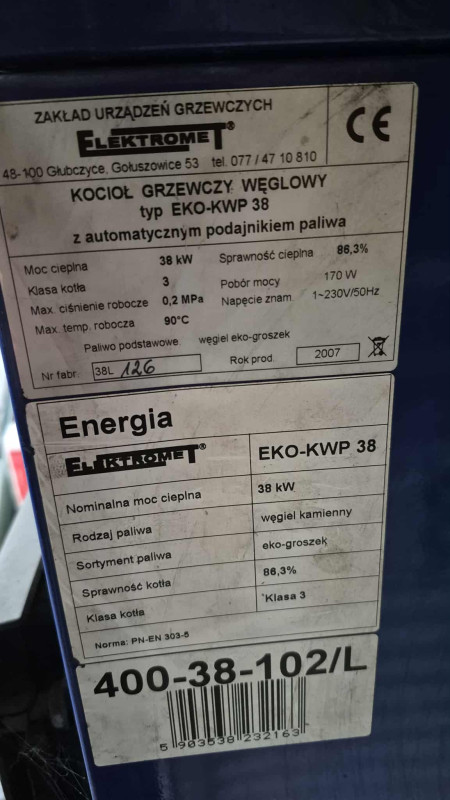 ZAKŁAD URZĄDZEŃ GRZEWCZYCH
ELEKTROMET®
CE
48-100 Głubczyce, Gołuszowice 53 tel. 077 / 47 10 810
KOCIOŁ GRZEWCZY WĘGLOWY
typ EKO-KWP 38
z automatycznym podajnikiem paliwa
Moc cieplna 38 kW Sprawność cieplna 86,3%
Klasa kotła 3 Pobór mocy 170 W
Max. ciśnienie robocze 0,2 MPa Napięcie znam. 1~230V/50Hz
Max. temp. robocza 90°C
Paliwo podstawowe węgiel eko-groszek
Nr fabr. 38L 126 Rok prod. 2007
Energia
ELEKTROMET® EKO-KWP 38
Nominalna moc cieplna 38 kW
Rodzaj paliwa węgiel kamienny
Sortyment paliwa eko-groszek
Sprawność kotła 86,3%
Klasa kotła Klasa 3
Norma: PN-EN 303-5
400-38-102/L
5 903538 232163